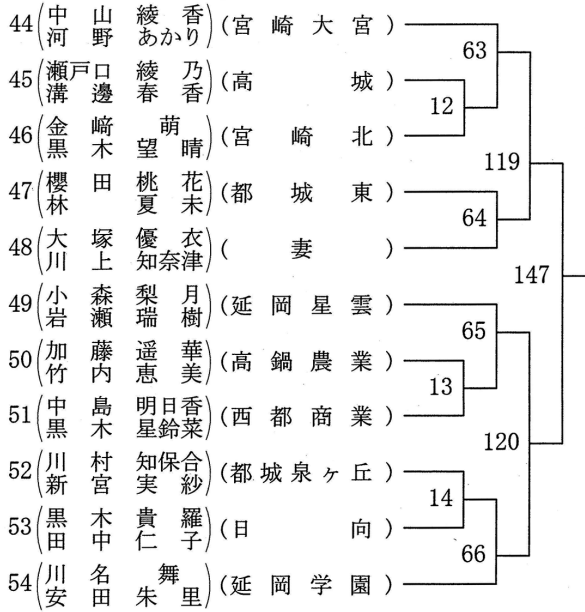 44(中山綾香 河野あかり)(宮崎大宮)
45(瀬戸口綾乃 溝邊春香)(高城)
46(金﨑萌 黒木望晴)(宮崎北)
47(櫻田桃花 林夏未)(都城東)
48(大塚優衣 川上知奈津)(妻)
49(小森梨月 岩瀬瑞樹)(延岡星雲)
50(加藤遥華 竹内恵美)(高鍋農業)
51(中島明日香 黒木星鈴菜)(西都商業)
52(川村知保合 新宮実紗)(都城泉ヶ丘)
53(黒木貴羅 田中仁子)(日向)
54(川名舞 安田朱里)(延岡学園)
63
12
119
64
147
65
13
120
14
66